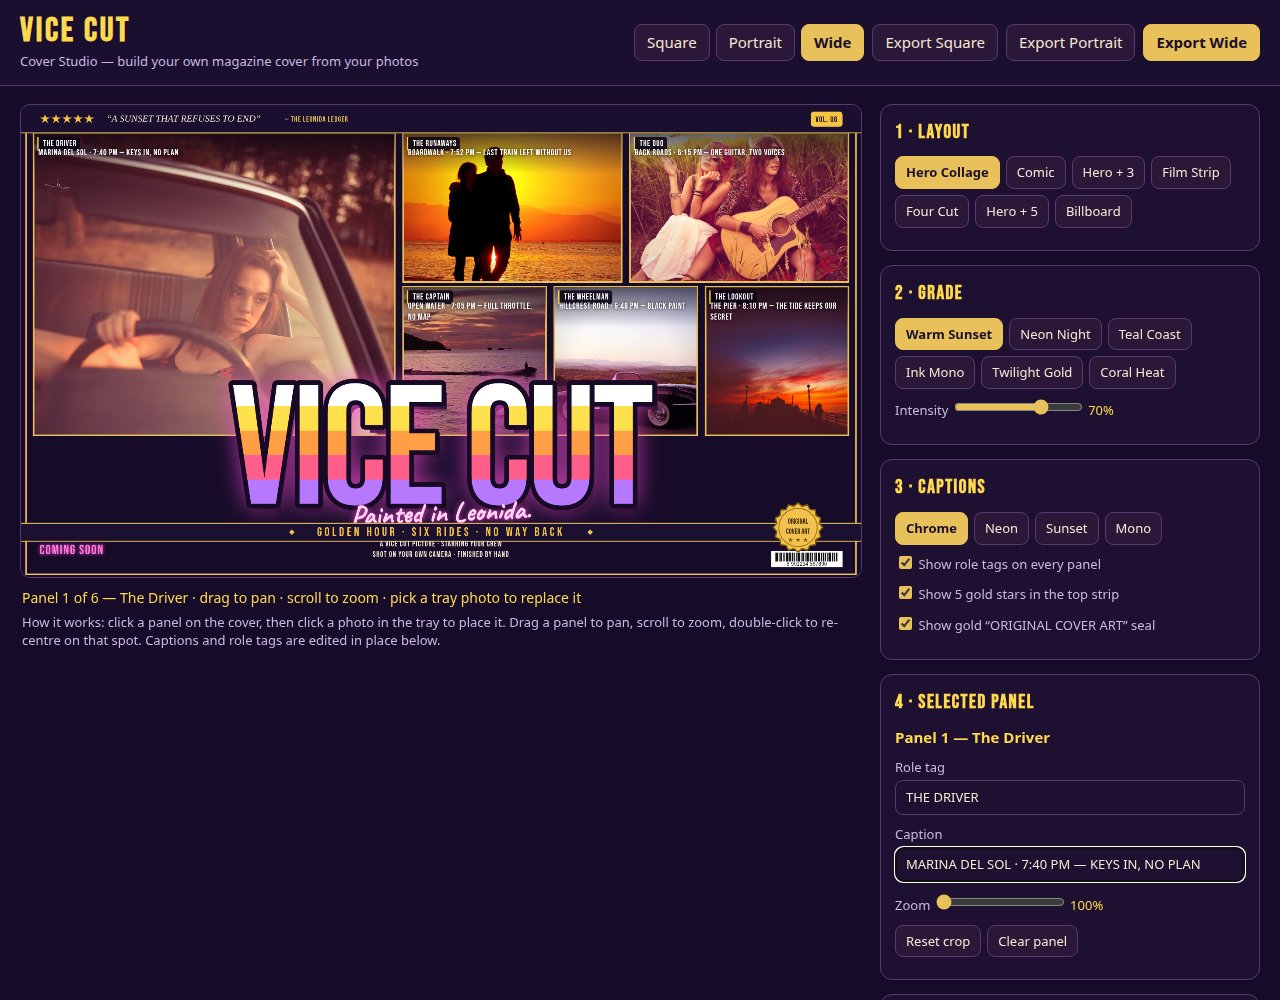 VICE CUT
Cover Studio — build your own magazine cover from your photos
Square Portrait Wide Export Square Export Portrait Export Wide
★★★★★ “A SUNSET THAT REFUSES TO END” — THE LEONIDA LEDGER VOL. 06
THE DRIVER
MARINA DEL SOL · 7:40 PM — KEYS IN, NO PLAN
THE RUNAWAYS
BOARDWALK · 7:52 PM — LAST TRAIN LEFT WITHOUT US
THE DUO
BACK ROADS · 6:15 PM — ONE GUITAR, TWO VOICES
THE CAPTAIN
OPEN WATER · 7:05 PM — FULL THROTTLE,
NO MAP
THE WHEELMAN
HILLCREST ROAD · 5:48 PM — BLACK PAINT
THE LOOKOUT
THE PIER · 8:10 PM — THE TIDE KEEPS OUR
SECRET
VICE CUT
Painted in Leonida.
◆ GOLDEN HOUR · SIX RIDES · NO WAY BACK ◆
ORIGINAL
COVER ART
★ ★ ★
COMING SOON
A VICE CUT PICTURE · STARRING YOUR CREW
SHOT ON YOUR OWN CAMERA · FINISHED BY HAND
Panel 1 of 6 — The Driver · drag to pan · scroll to zoom · pick a tray photo to replace it
How it works: click a panel on the cover, then click a photo in the tray to place it. Drag a panel to pan, scroll to zoom, double-click to re-
centre on that spot. Captions and role tags are edited in place below.
1 · LAYOUT
Hero Collage Comic Hero + 3 Film Strip
Four Cut Hero + 5 Billboard
2 · GRADE
Warm Sunset Neon Night Teal Coast
Ink Mono Twilight Gold Coral Heat
Intensity 70%
3 · CAPTIONS
Chrome Neon Sunset Mono
Show role tags on every panel
Show 5 gold stars in the top strip
Show gold “ORIGINAL COVER ART” seal
4 · SELECTED PANEL
Panel 1 — The Driver
Role tag
THE DRIVER
Caption
MARINA DEL SOL · 7:40 PM — KEYS IN, NO PLAN
Zoom 100%
Reset crop Clear panel